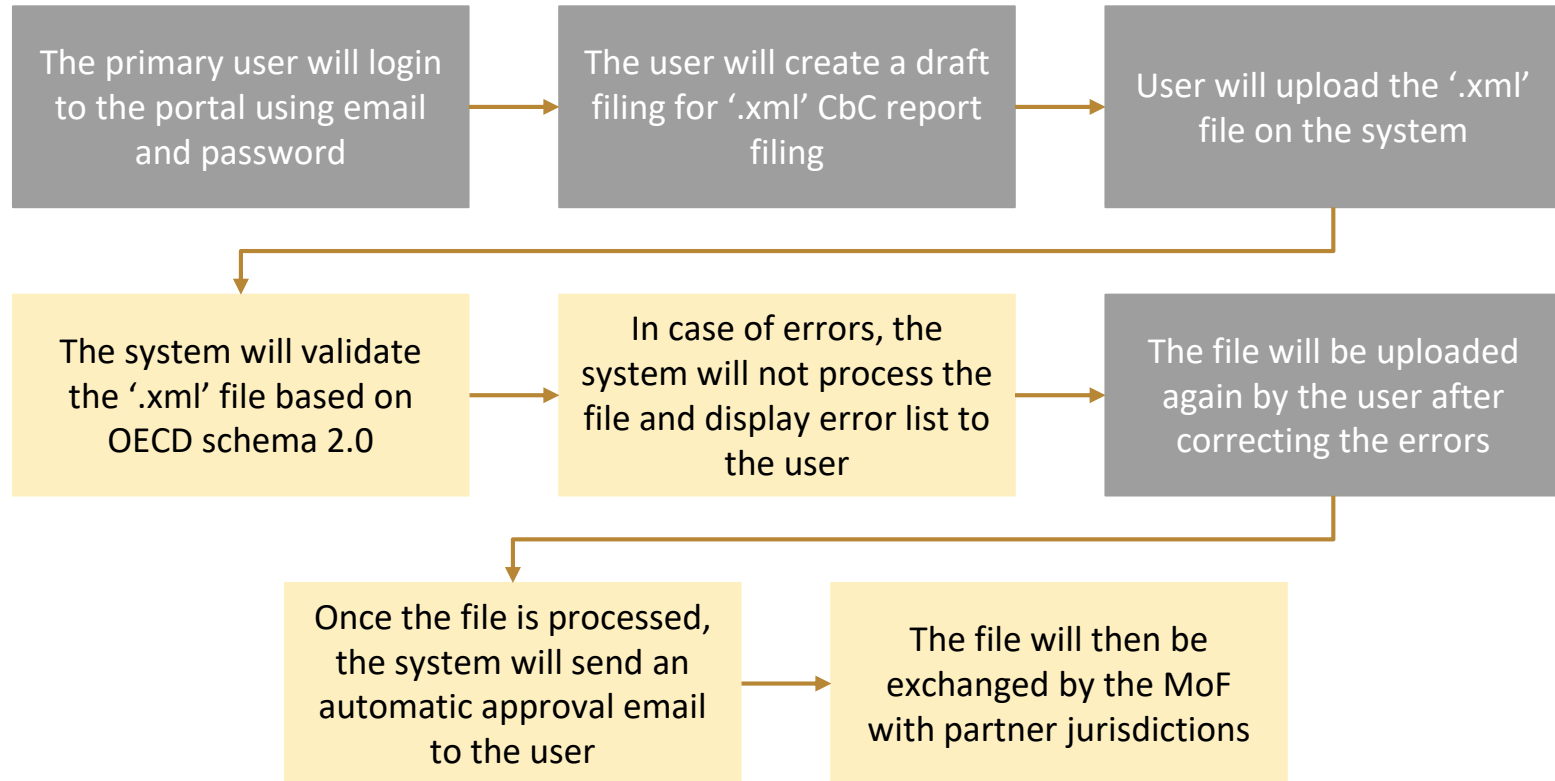 The primary user will login
to the portal using email
and password
The user will create a draft
filing for ‘.xml’ CbC report
filing
User will upload the ‘.xml’
file on the system
The system will validate
the ‘.xml’ file based on
OECD schema 2.0
In case of errors, the
system will not process the
file and display error list to
the user
The file will be uploaded
again by the user after
correcting the errors
Once the file is processed,
the system will send an
automatic approval email
to the user
The file will then be
exchanged by the MoF
with partner jurisdictions